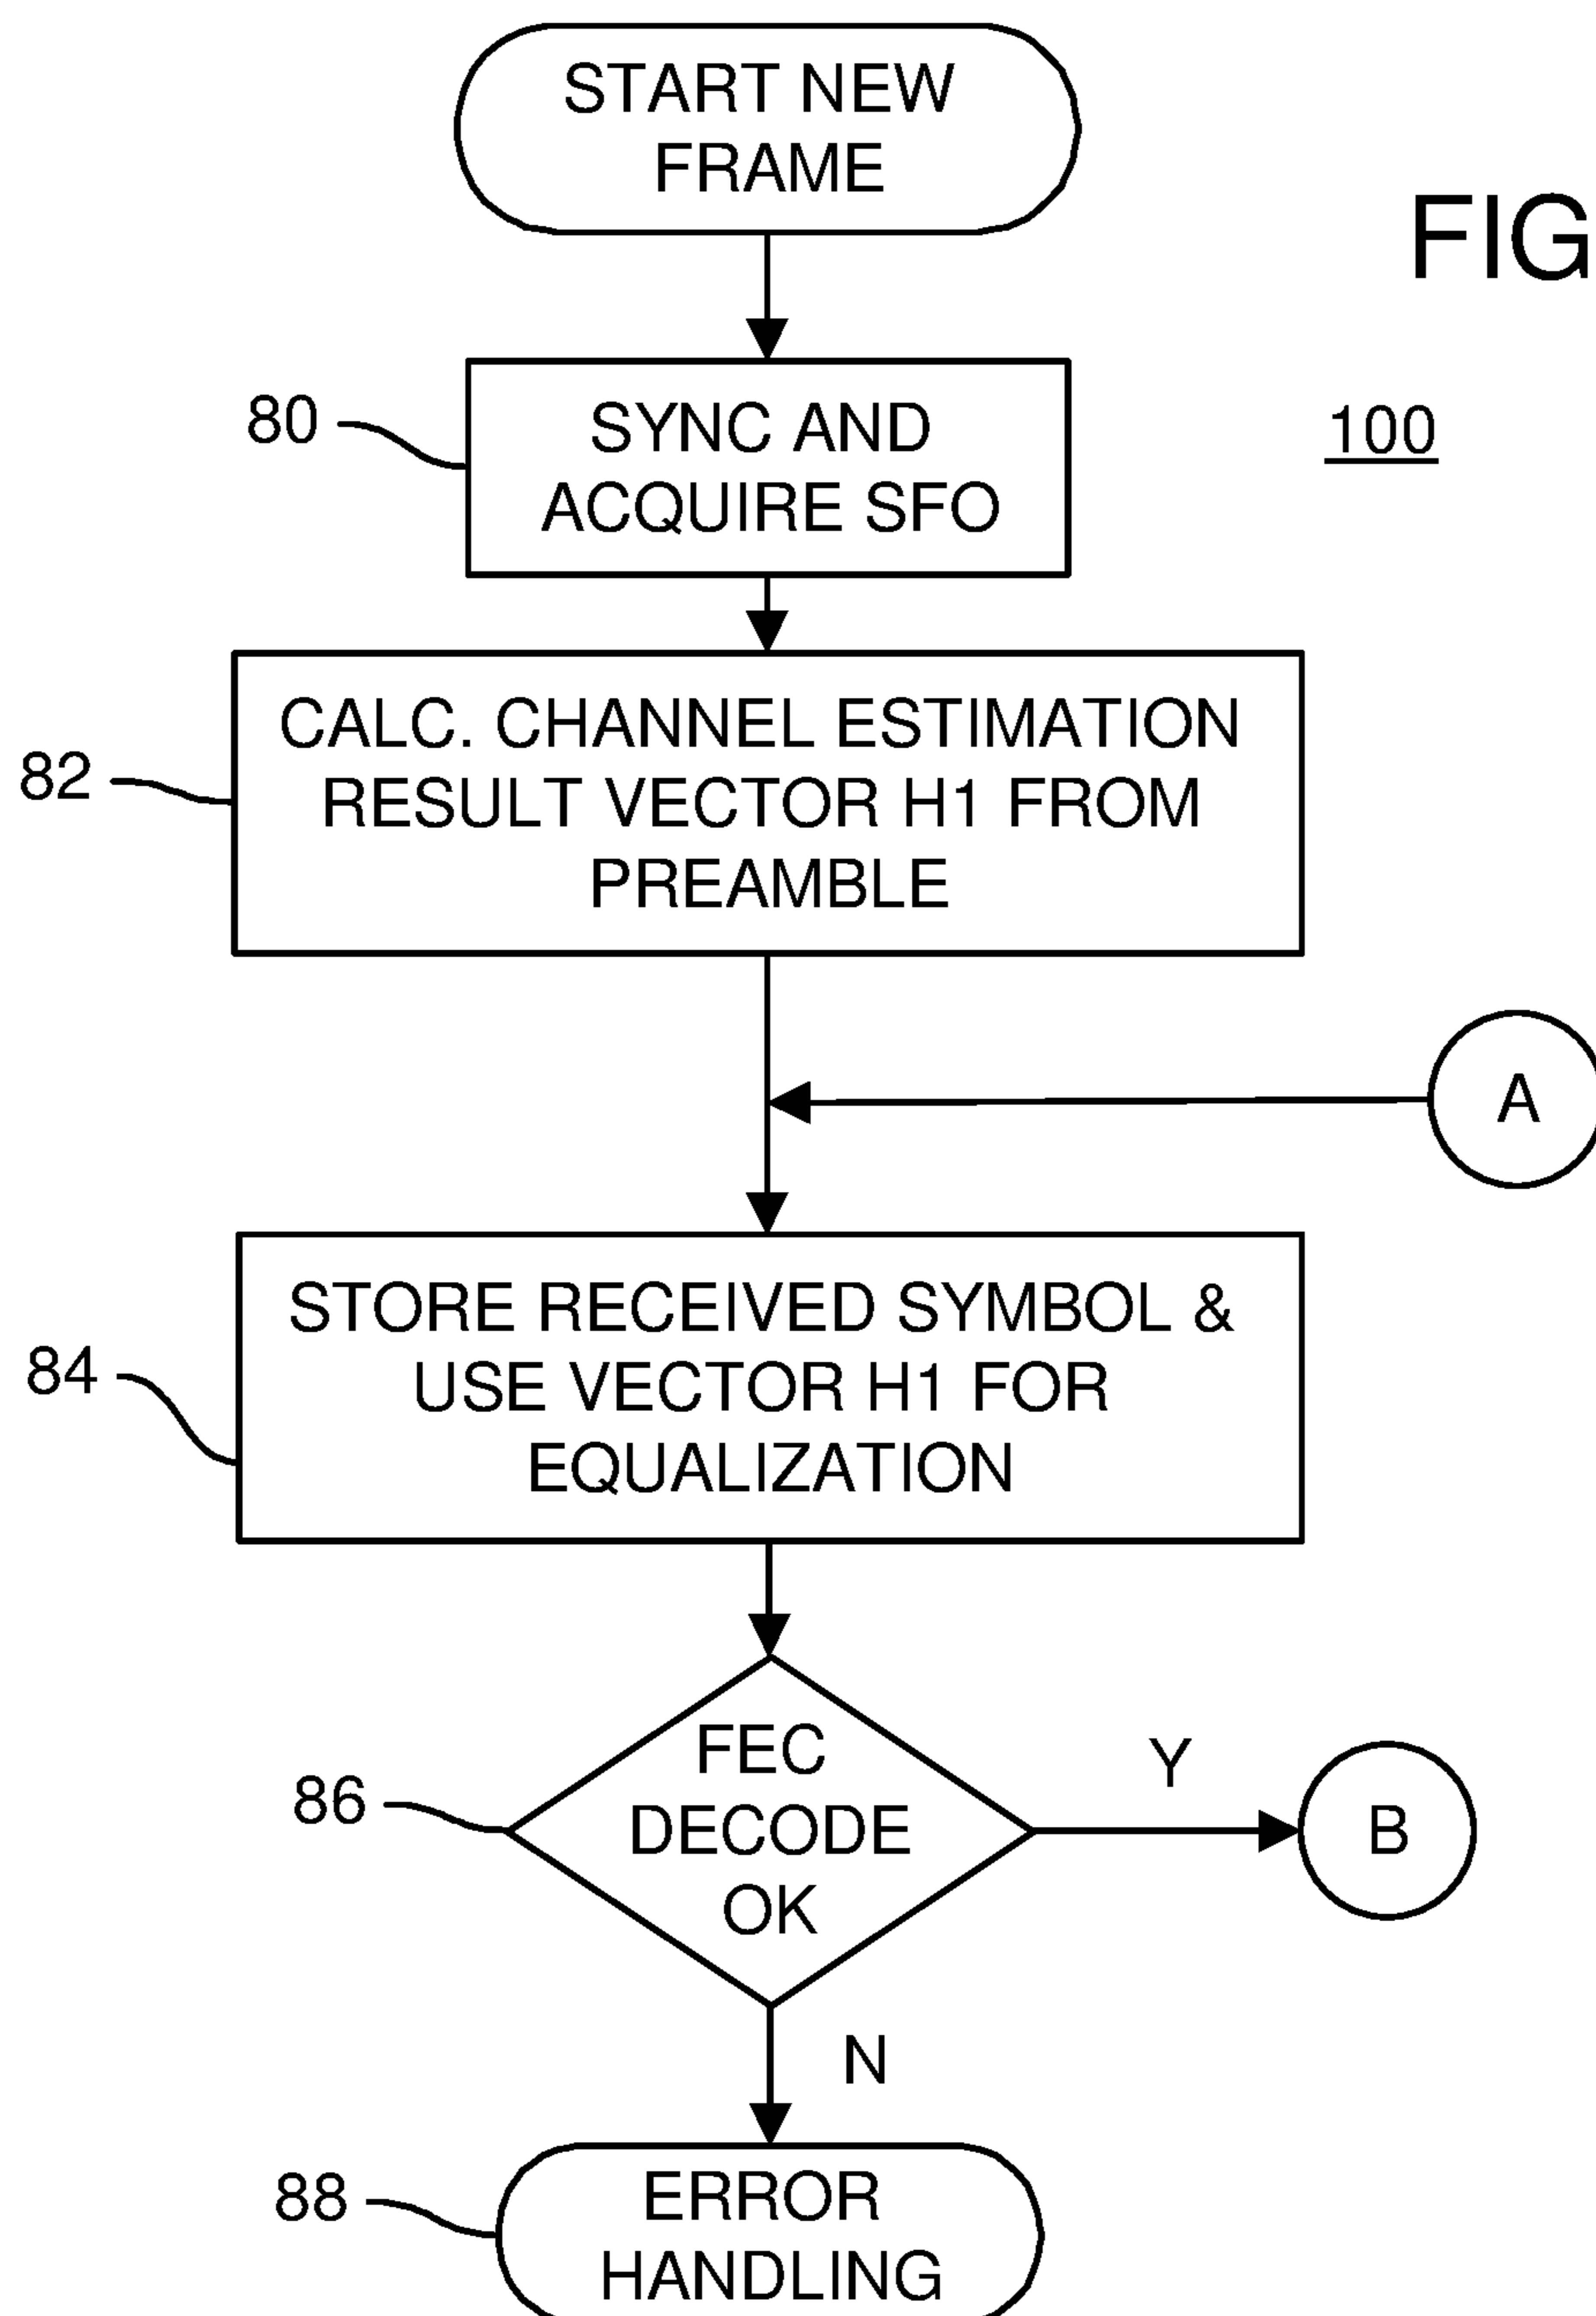 START NEW
FRAME
FIG
80
SYNC AND
ACQUIRE SFO
100
82
CALC. CHANNEL ESTIMATION
RESULT VECTOR H1 FROM
PREAMBLE
A
84
STORE RECEIVED SYMBOL &
USE VECTOR H1 FOR
EQUALIZATION
86
FEC
DECODE
OK
Y
B
N
88
ERROR
HANDLING